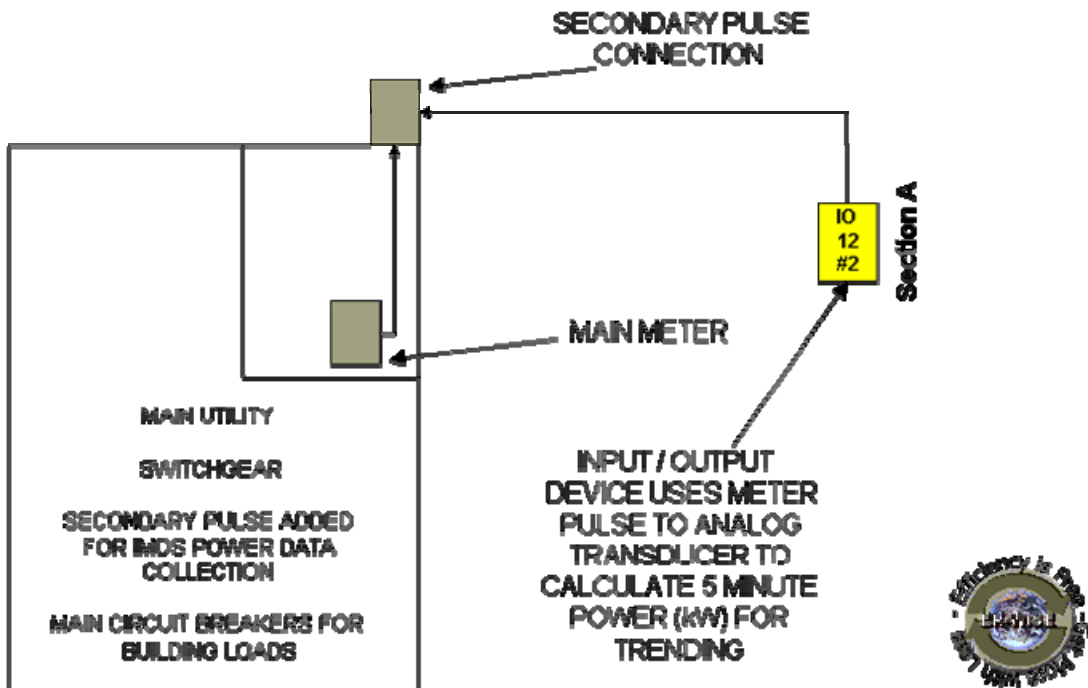 SECONDARY PULSE
CONNECTION
IO
12
#2
Section A
MAIN METER
MAIN UTILITY
SWITCHGEAR
SECONDARY PULSE ADDED
FOR IMDS POWER DATA
COLLECTION
MAIN CIRCUIT BREAKERS FOR
BUILDING LOADS
INPUT / OUTPUT
DEVICE USES METER
PULSE TO ANALOG
TRANSDUCER TO
CALCULATE 5 MINUTE
POWER (kW) FOR
TRENDING
- Efficiency is Free -